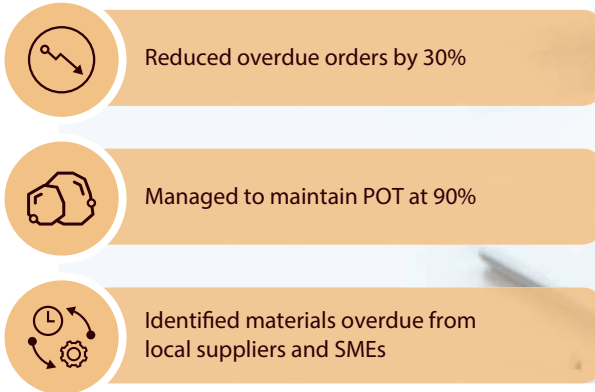 Reduced overdue orders by 30%
Managed to maintain POT at 90%
Identified materials overdue from
local suppliers and SMEs